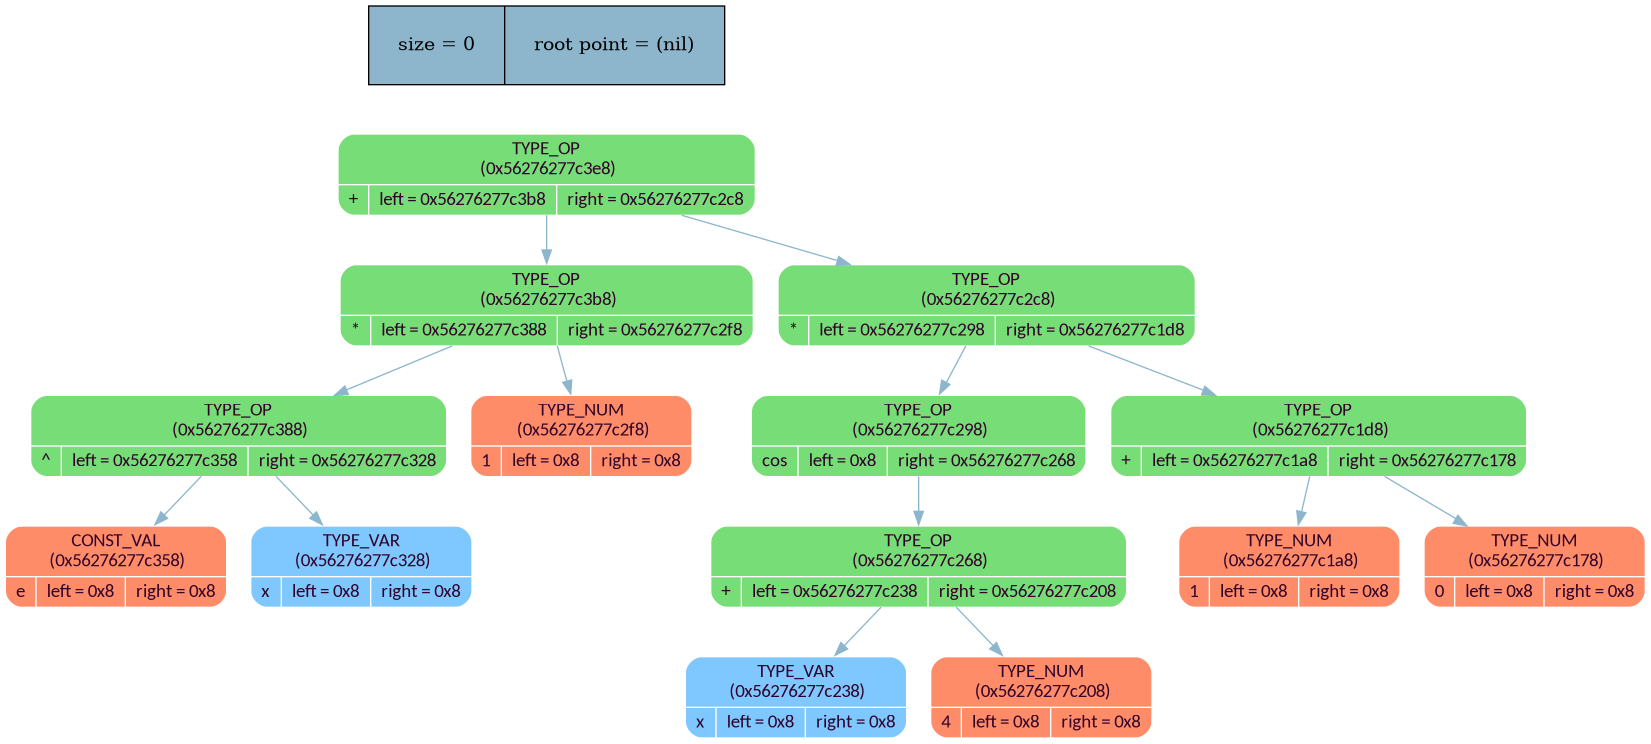 size = 0 root point = (nil)
TYPE_OP
(0x56276277c3e8)
+ left = 0x56276277c3b8 right = 0x56276277c2c8
TYPE_OP
(0x56276277c3b8)
* left = 0x56276277c388 right = 0x56276277c2f8
TYPE_OP
(0x56276277c2c8)
* left = 0x56276277c298 right = 0x56276277c1d8
TYPE_OP
(0x56276277c388)
^ left = 0x56276277c358 right = 0x56276277c328
TYPE_NUM
(0x56276277c2f8)
1 left = 0x8 right = 0x8
TYPE_OP
(0x56276277c298)
cos left = 0x8 right = 0x56276277c268
TYPE_OP
(0x56276277c1d8)
+ left = 0x56276277c1a8 right = 0x56276277c178
CONST_VAL
(0x56276277c358)
e left = 0x8 right = 0x8
TYPE_VAR
(0x56276277c328)
x left = 0x8 right = 0x8
TYPE_OP
(0x56276277c268)
+ left = 0x56276277c238 right = 0x56276277c208
TYPE_NUM
(0x56276277c1a8)
1 left = 0x8 right = 0x8
TYPE_NUM
(0x56276277c178)
0 left = 0x8 right = 0x8
TYPE_VAR
(0x56276277c238)
x left = 0x8 right = 0x8
TYPE_NUM
(0x56276277c208)
4 left = 0x8 right = 0x8